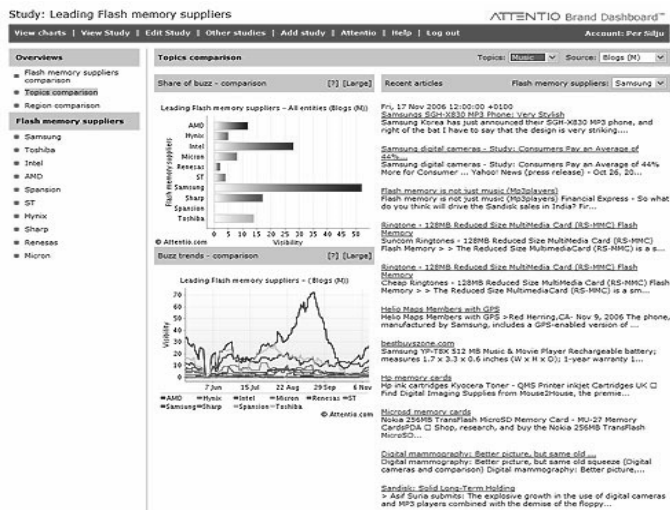 Study: Leading Flash memory suppliers
ATTENTIO Brand Dashboard™
View charts | View Study | Edit Study | Other studies | Add study | Attentio | Help | Log out
Account: Per Silju
Overviews
Flash memory suppliers
comparison
Topics comparison
Region comparison
Flash memory suppliers
Samsung
Toshiba
Intel
AMD
Spansion
ST
Hynix
Sharp
Renesas
Micron
Topics comparison
Topics: Music
Source: Blogs (M)
Share of buzz - comparison
[?] [Large]
Leading Flash memory suppliers - All entities (Blogs (M))
Flash memory suppliers
AMD
Hynix
Intel
Micron
Renesas
ST
Samsung
Sharp
Spansion
Toshiba
0 5 10 15 20 25 30 35 40 45 50
Visibility
© Attentio.com
Buzz trends - comparison
[?] [Large]
Leading Flash memory suppliers - (Blogs (M))
Visibility
70
60
50
40
30
20
10
0
7 Jun 15 Jul 22 Aug 29 Sep 6 Nov
AMD Hynix Intel Micron Renesas ST
Samsung Sharp Spansion Toshiba
© Attentio.com
Recent articles
Flash memory suppliers: Samsung
Fri, 17 Nov 2006 12:00:00 +0100
Samsungs SGH-X830 MP3 Phone; Very Stylish
Samsung Korea has just announced their SGH-X830 MP3 phone, and
right of the bat I have to say that the design is very striking....
Samsung digital cameras - Study: Consumers Pay an Average of
44%...
Samsung digital cameras - Study: Consumers Pay an Average of 44%
More for Consumer ... Yahoo! News (press release) - Oct 26, 20...
Flash memory is not just music (Mp3players)
Flash memory is not just music (Mp3players) Financial Express - So what
do you think will drive the Sandisk sales in India? Fir...
Ringtone - 128MB Reduced Size MultiMedia Card (RS-MMC) Flash
Memory
Suncom Ringtones - 128MB Reduced Size MultiMedia Card (RS-MMC)
Flash Memory > > The Reduced Size MultimediaCard (RS-MMC) is a s...
Ringtone - 128MB Reduced Size MultiMedia Card (RS-MMC) Flash
Memory
Cheap Ringtones - 128MB Reduced Size MultiMedia Card (RS-MMC) Flash
Memory > > The Reduced Size MultimediaCard (RS-MMC) is a sm...
Helio Maps Members with GPS
Helio Maps Members with GPS >Red Herring,CA- Nov 9, 2006 The phone,
manufactured by Samsung, includes a GPS-enabled version of ...
bestbuyszone.com
Samsung YP-T8X 512 MB Music & Movie Player Rechargeable battery;
measures 1.7 x 3.3 x 0.6 inches (W x H x D); 1-year warranty 1...
Hp memory cards
Hp ink cartridges Kyocera Toner - QMS Printer inkjet Cartridges UK □
Find Digital Imaging Supplies from Mouse2House, the premie...
Microsd memory cards
Nokia 256MB TransFlash MicroSD Memory Card - MU-27 Memory
CardsPDA □ Shop, research, and buy the Nokia 256MB TransFlash
MicroSD...
Digital mammography: Better picture, but same old ...
Digital mammography: Better picture, but same old squeeze (Digital
cameras and comparison) Digital mammography: Better pictur...
Sandisk: Solid Long-Term Holding
> Asif Suria submits: The explosive growth in the use of digital cameras
and MP3 players combined with the demise of the floppy...